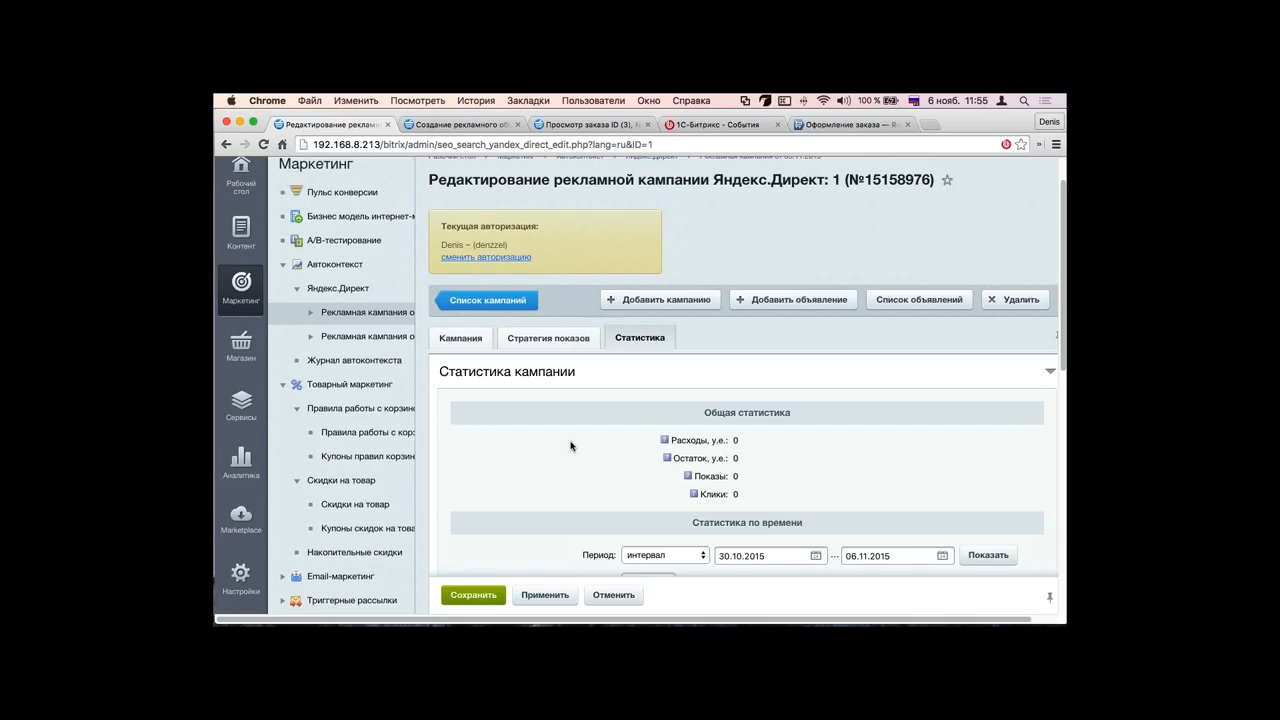 Chrome Файл Изменить Посмотреть История Закладки Пользователи Окно Справка 100 % 6 нояб. 11:55
Редактирование реклам Создание рекламного об Просмотр заказа ID (3), N 1С-Битрикс - События Оформление заказа — Denis
192.168.8.213/bitrix/admin/seo_search_yandex_direct_edit.php?lang=ru&ID=1
Рабочий стол
Контент
Маркетинг
Магазин
Сервисы
Аналитика
Marketplace
Настройки
Маркетинг
Пульс конверсии
Бизнес модель интернет-м
A/B-тестирование
Автоконтекст
Яндекс.Директ
Рекламная кампания о
Рекламная кампания о
Журнал автоконтекста
Товарный маркетинг
Правила работы с корзино
Правила работы с корз
Купоны правил корзин
Скидки на товар
Скидки на товар
Купоны скидок на това
Накопительные скидки
Email-маркетинг
Триггерные рассылки
Редактирование рекламной кампании Яндекс.Директ: 1 (№15158976)
Текущая авторизация:
Denis – (denzzel)
сменить авторизацию
Список кампаний Добавить кампанию Добавить объявление Список объявлений Удалить
Кампания Стратегия показов Статистика
Статистика кампании
Общая статистика
Расходы, у.е.: 0
Остаток, у.е.: 0
Показы: 0
Клики: 0
Статистика по времени
Период: интервал 30.10.2015 ... 06.11.2015 Показать
Сохранить Применить Отменить